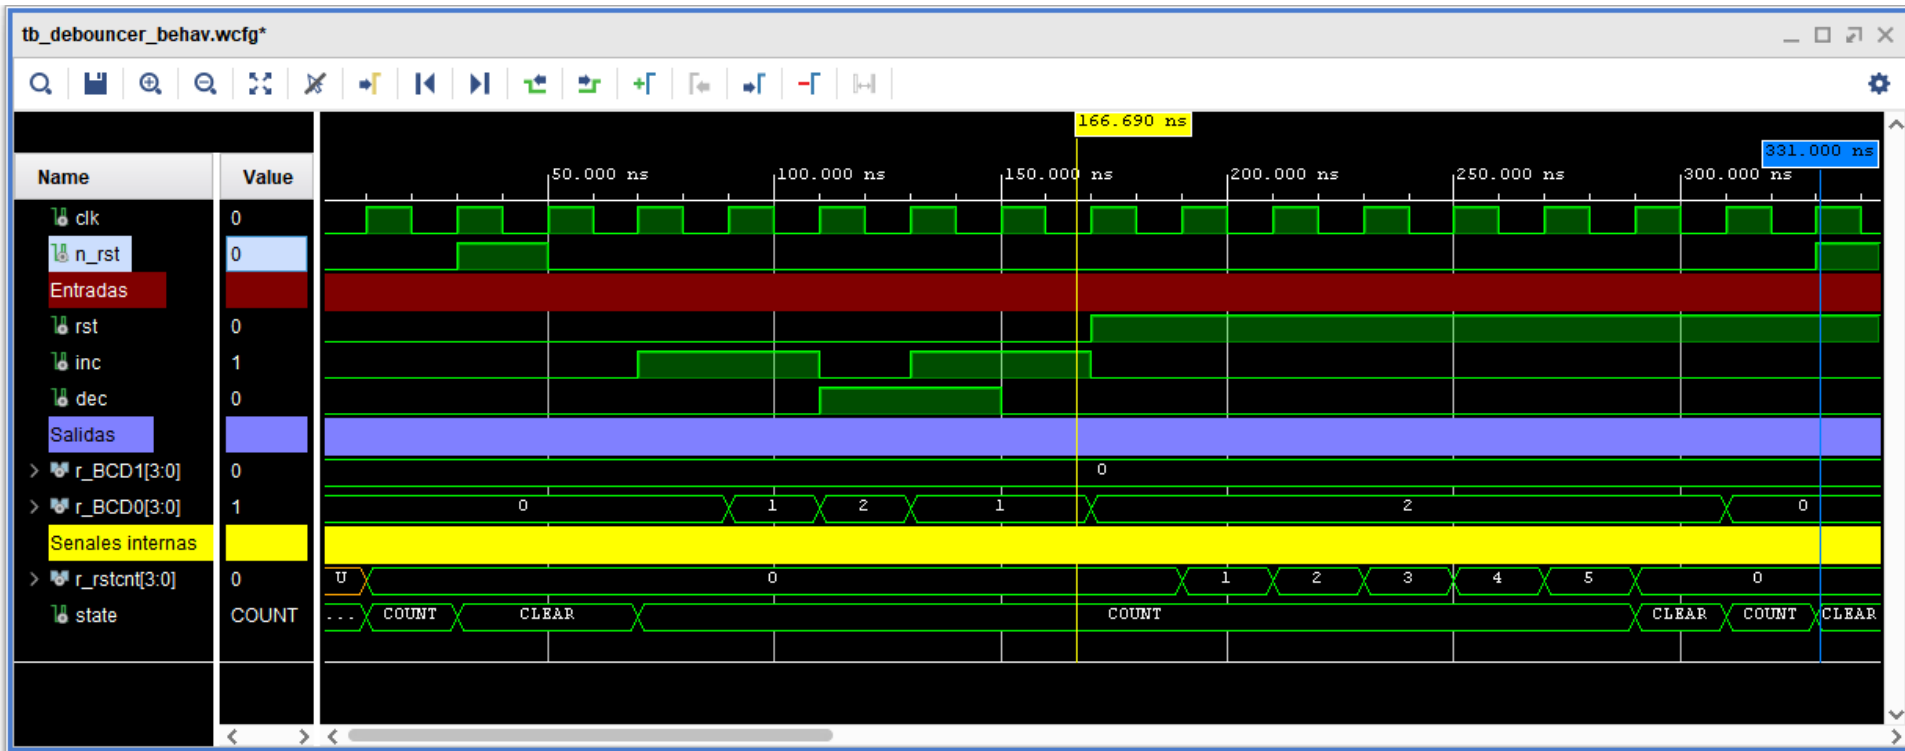 tb_debouncer_behav.wcfg*
166.690 ns
331.000 ns
Name Value
50.000 ns 100.000 ns 150.000 ns 200.000 ns 250.000 ns 300.000 ns
clk 0
n_rst 0
Entradas
rst 0
inc 1
dec 0
Salidas
r_BCD1[3:0] 0 0
r_BCD0[3:0] 1 0 1 2 1 2 0
Senales internas
r_rstcnt[3:0] 0 U 0 1 2 3 4 5 0
state COUNT ... COUNT CLEAR COUNT CLEAR COUNT CLEAR